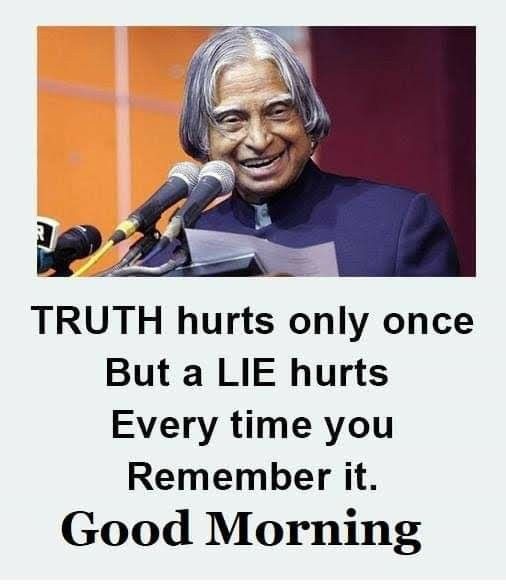 TRUTH hurts only once
But a LIE hurts
Every time you
Remember it.
Good Morning